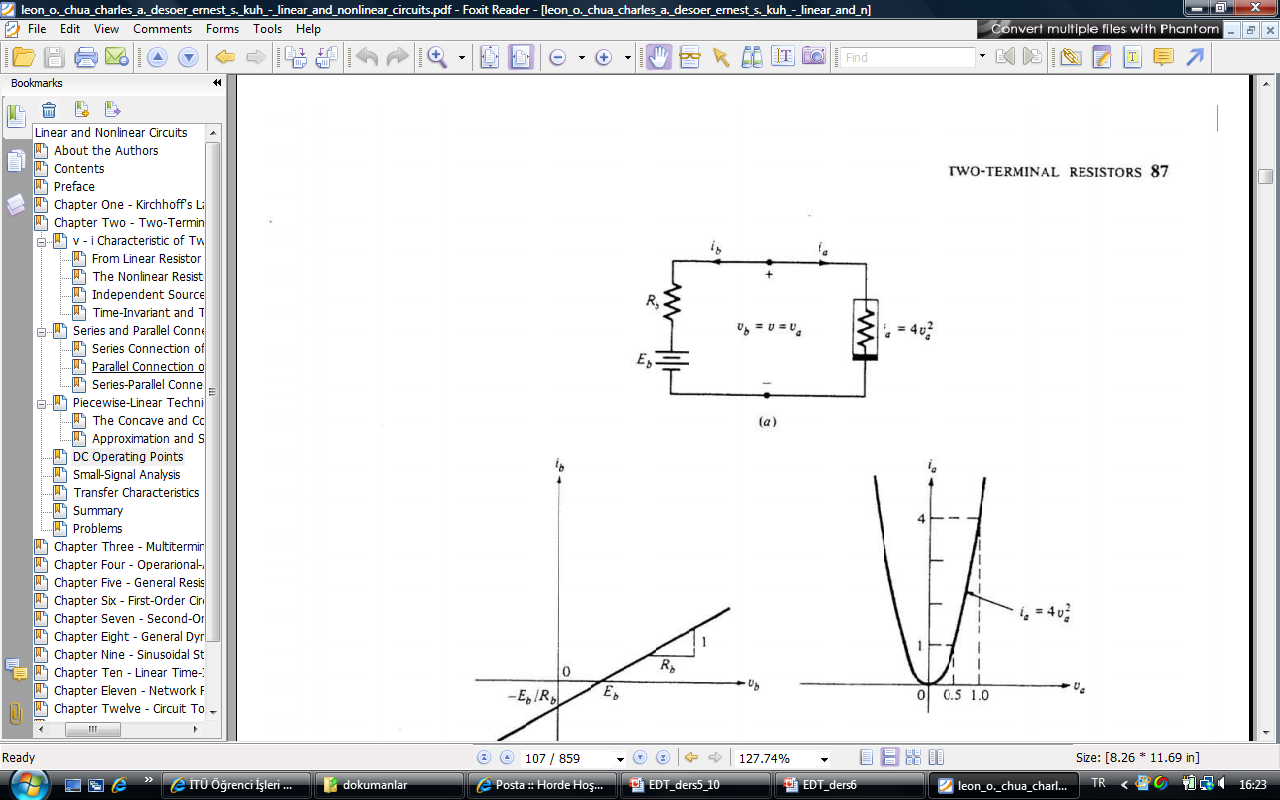 leon_o._chua_charles_a._desoer_ernest_s._kuh_-_linear_and_nonlinear_circuits.pdf - Foxit Reader - [leon_o._chua_charles_a._desoer_ernest_s._kuh_-_linear_and_n]
File Edit View Comments Forms Tools Help
Convert multiple files with Phantom
Find
Bookmarks
Linear and Nonlinear Circuits
About the Authors
Contents
Preface
Chapter One - Kirchhoff's La
Chapter Two - Two-Termin
v - i Characteristic of Tw
From Linear Resistor
The Nonlinear Resist
Independent Source
Time-Invariant and T
Series and Parallel Conne
Series Connection of
Parallel Connection o
Series-Parallel Conne
Piecewise-Linear Techni
The Concave and Co
Approximation and S
DC Operating Points
Small-Signal Analysis
Transfer Characteristics
Summary
Problems
Chapter Three - Multitermin
Chapter Four - Operarional-
Chapter Five - General Resis
Chapter Six - First-Order Cir
Chapter Seven - Second-Or
Chapter Eight - General Dyn
Chapter Nine - Sinusoidal St
Chapter Ten - Linear Time-I
Chapter Eleven - Network F
Chapter Twelve - Circuit To
TWO-TERMINAL RESISTORS 87
i_b i_a
+
R_b
v_b = v = v_a
i_a = 4v_a^2
E_b
−
(a)
i_b
0
1
R_b
−E_b/R_b
E_b
v_b
i_a
4
i_a = 4v_a^2
1
0 0.5 1.0
v_a
Ready
107 / 859
127.74%
Size: [8.26 * 11.69 in]
İTÜ Öğrenci İşleri ...
dokumanlar
Posta :: Horde Hoş...
EDT_ders5_10
EDT_ders6
leon_o._chua_charl...
TR
16:23